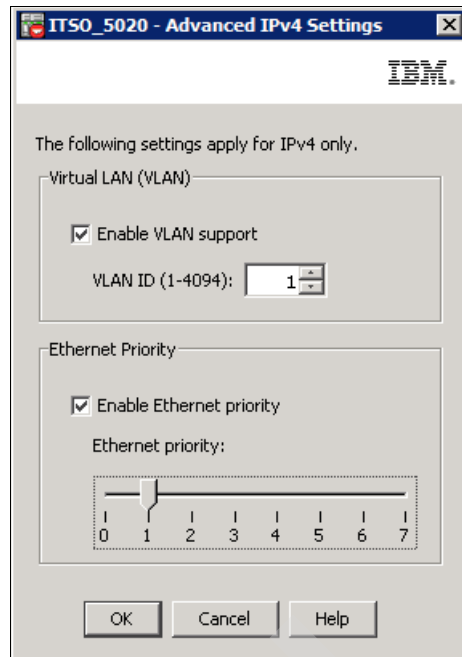 ITSO_5020 - Advanced IPv4 Settings
IBM.
The following settings apply for IPv4 only.
Virtual LAN (VLAN)
Enable VLAN support
VLAN ID (1-4094): 1
Ethernet Priority
Enable Ethernet priority
Ethernet priority:
0 1 2 3 4 5 6 7
OK Cancel Help